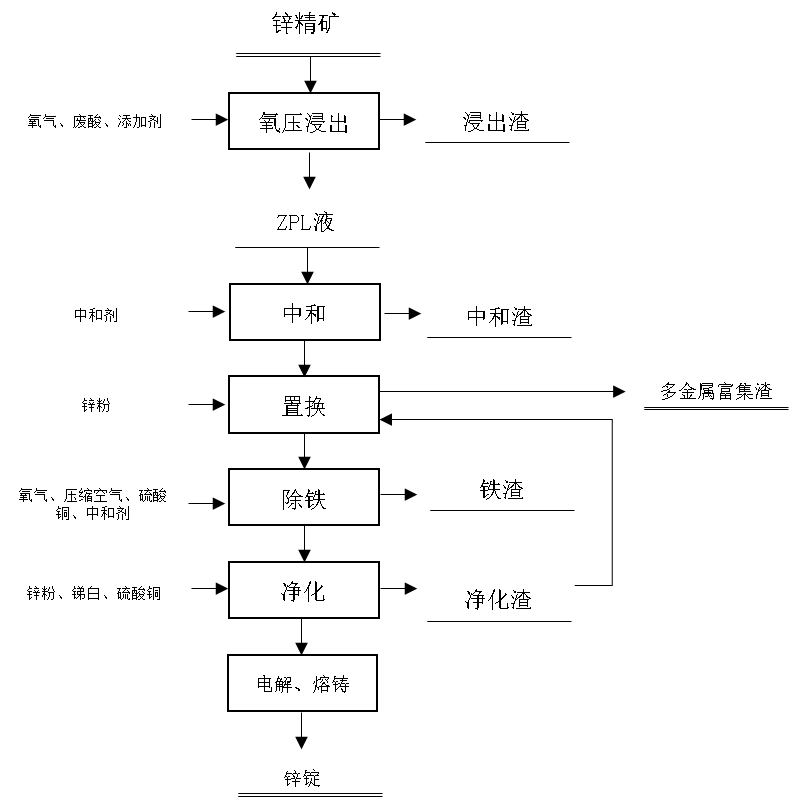 锌精矿
氧气、废酸、添加剂
氧压浸出
浸出渣
ZPL液
中和剂
中和
中和渣
锌粉
置换
多金属富集渣
氧气、压缩空气、硫酸
铜、中和剂
除铁
铁渣
锌粉、锑白、硫酸铜
净化
净化渣
电解、熔铸
锌锭